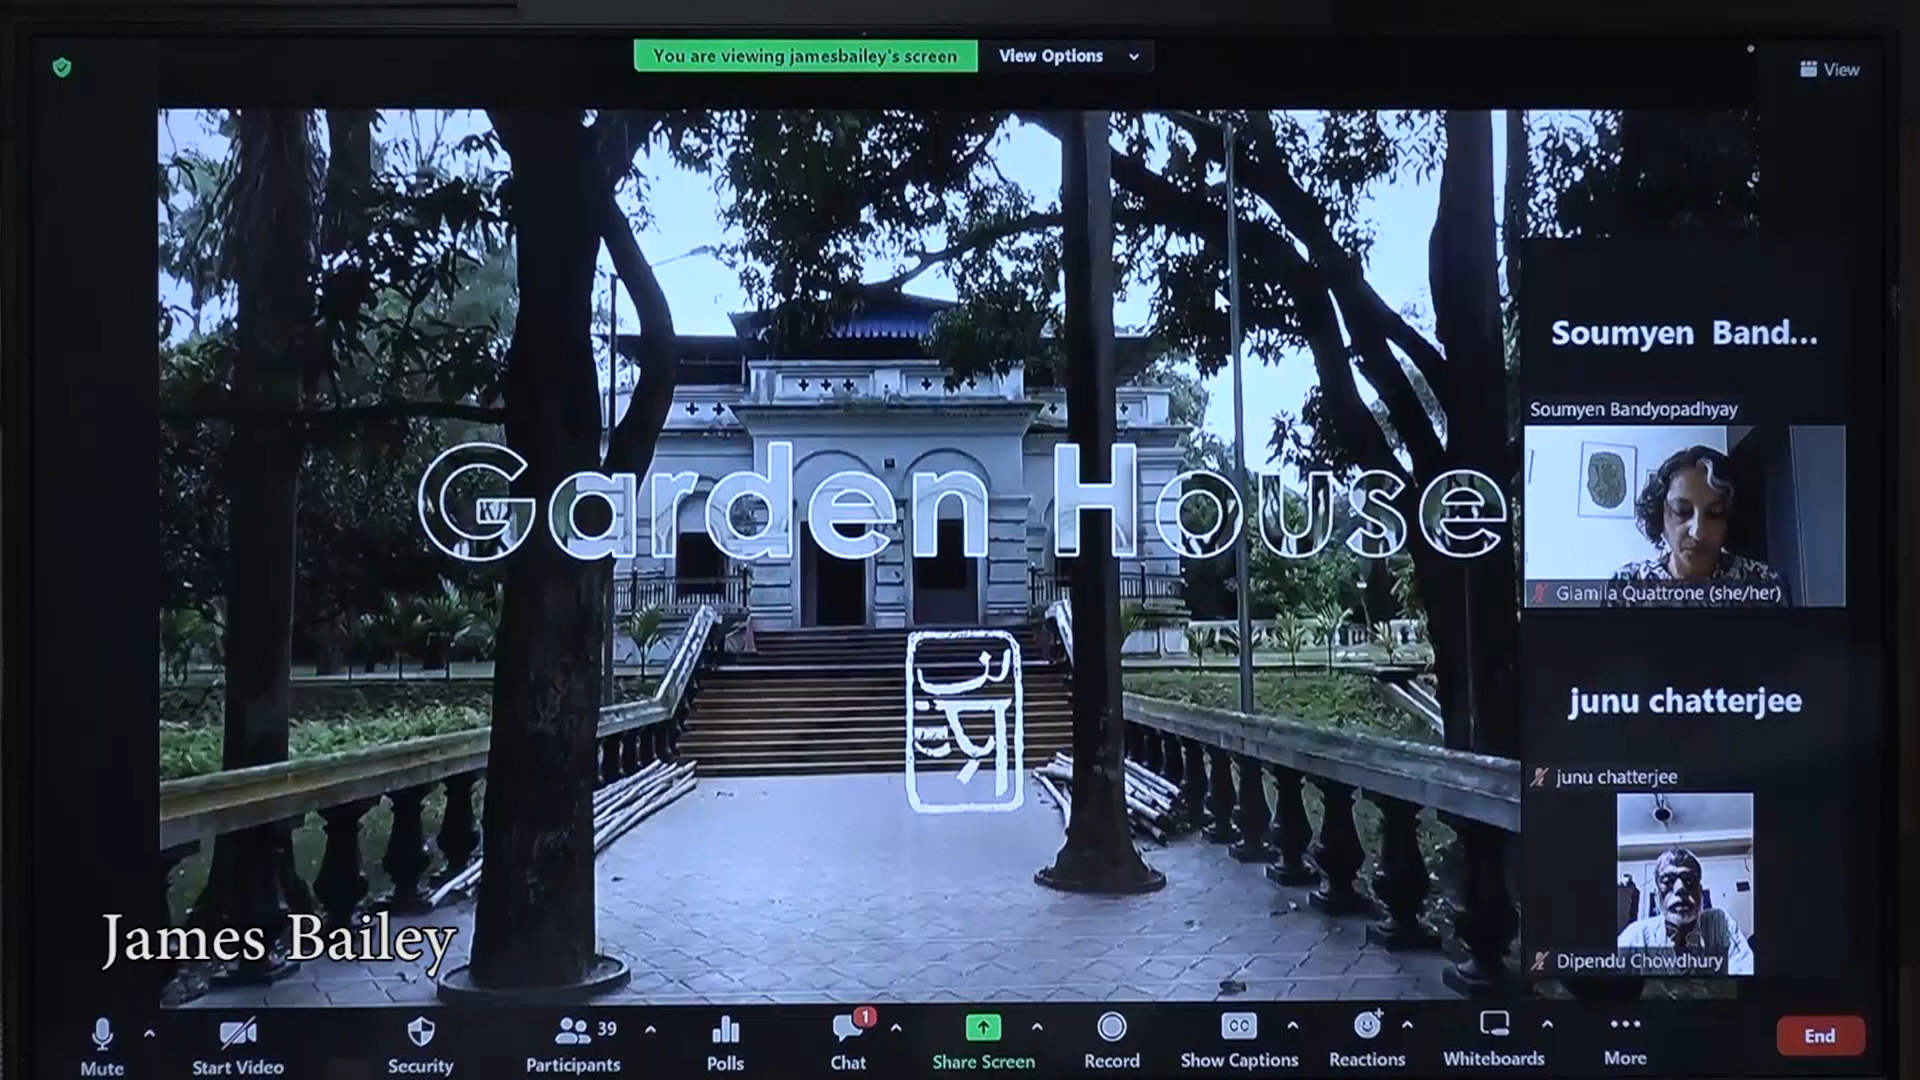 You are viewing jamesbailey's screen
View Options
View
Garden House
Soumyen Band...
Soumyen Bandyopadhyay
Giamila Quattrone (she/her)
junu chatterjee
junu chatterjee
Dipendu Chowdhury
James Bailey
Mute
Start Video
Security
39
Participants
Polls
1
Chat
Share Screen
Record
CC
Show Captions
Reactions
Whiteboards
More
End